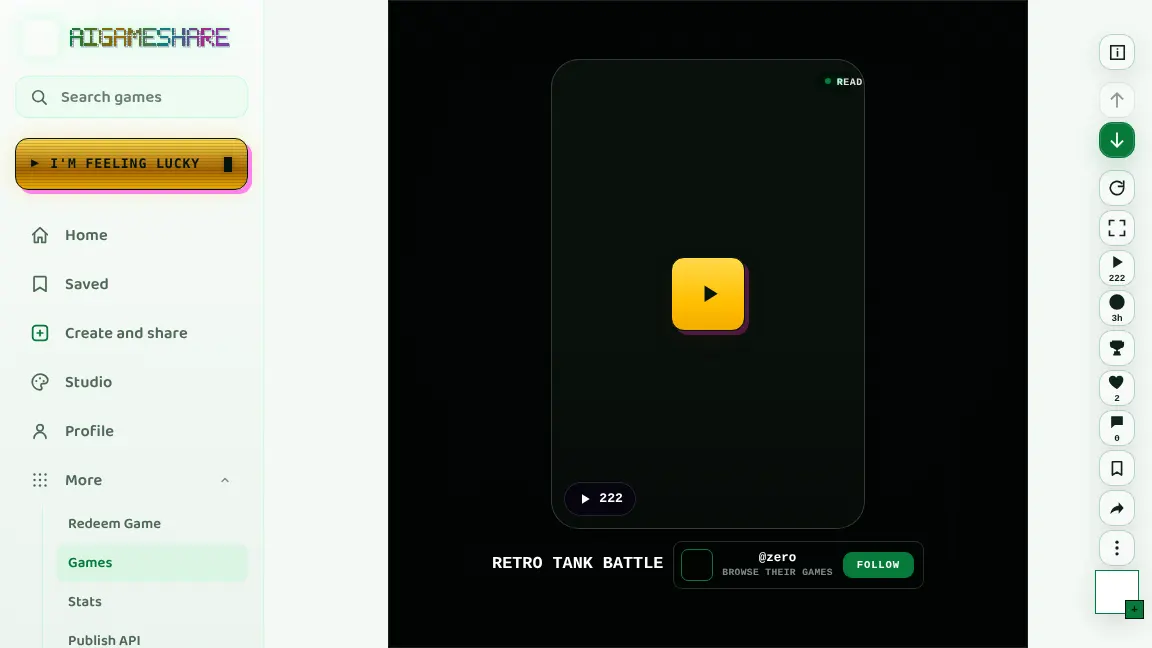 AIGAMESHARE
Search games
I'M FEELING LUCKY
Home
Saved
Create and share
Studio
Profile
More
Redeem Game
Games
Stats
Publish API
READ
222
RETRO TANK BATTLE
@zero
BROWSE THEIR GAMES
FOLLOW
222
3h
2
0